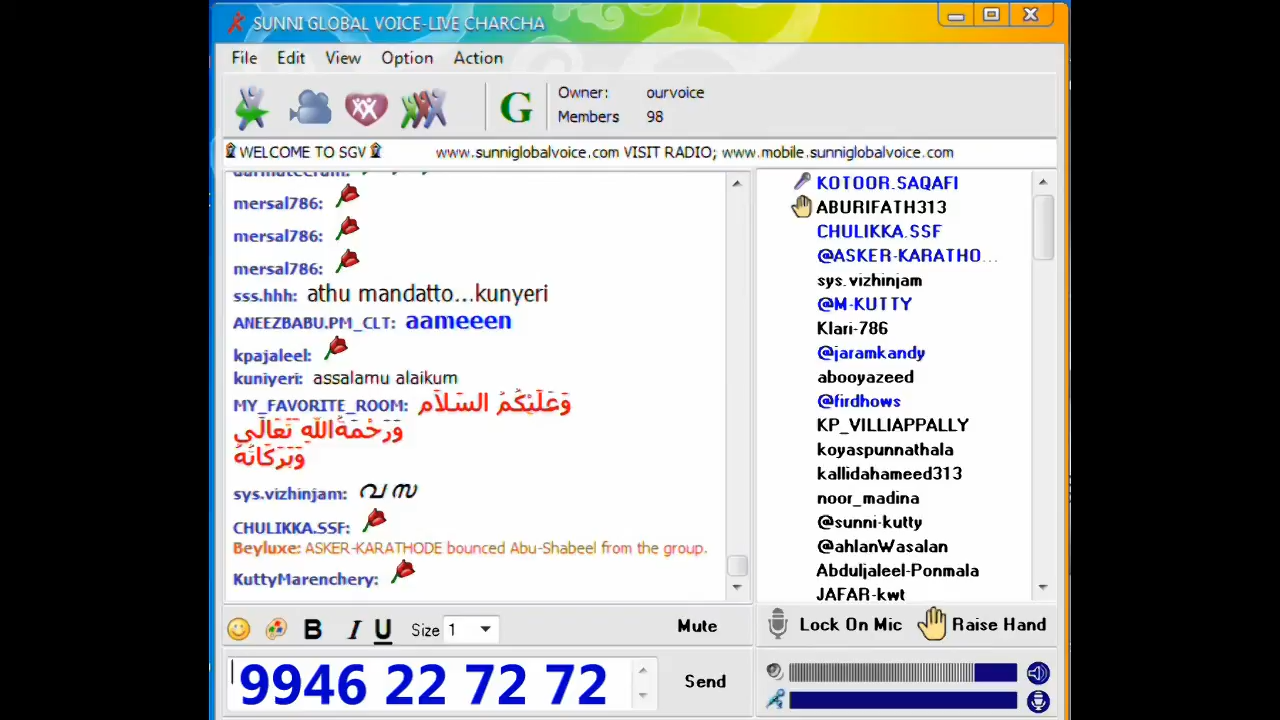 SUNNI GLOBAL VOICE-LIVE CHARCHA
File Edit View Option Action
G
Owner: ourvoice
Members 98
WELCOME TO SGV www.sunniglobalvoice.com VISIT RADIO; www.mobile.sunniglobalvoice.com
mersal786:
mersal786:
mersal786:
sss.hhh: athu mandatto...kunyeri
ANEEZBABU.PM_CLT: aameeen
kpajaleel:
kuniyeri: assalamu alaikum
MY_FAVORITE_ROOM: وَعَلَيْكُمُ السَلاَم
وَرَحْمَةُاللّهِ تَعَالَى
وَبَرَكَاتُهُ
sys.vizhinjam: വ സ
CHULIKKA.SSF:
Beyluxe: ASKER-KARATHODE bounced Abu-Shabeel from the group.
KuttyMarenchery:
KOTOOR.SAQAFI
ABURIFATH313
CHULIKKA.SSF
@ASKER-KARATHO...
sys.vizhinjam
@M-KUTTY
Klari-786
@jaramkandy
abooyazeed
@firdhows
KP_VILLIAPPALLY
koyaspunnathala
kallidahameed313
noor_madina
@sunni-kutty
@ahlanWasalan
Abduljaleel-Ponmala
JAFAR-kwt
B I U Size 1 Mute
Lock On Mic Raise Hand
9946 22 72 72
Send